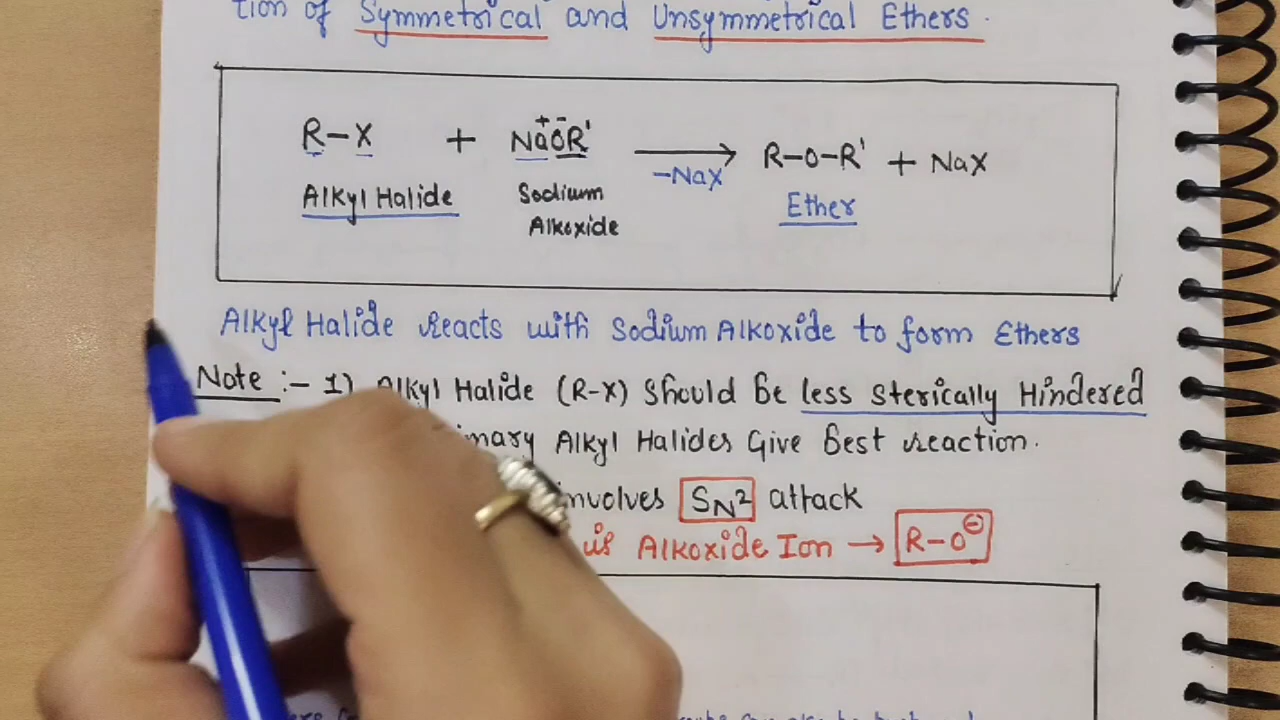 tion of Symmetrical and Unsymmetrical Ethers.
R-X + Na⁺O⁻R' → R-O-R' + NaX
-NaX
Alkyl Halide Sodium Alkoxide Ether
Alkyl Halide reacts with Sodium Alkoxide to form Ethers
Note :- 1) Alkyl Halide (R-X) should be less sterically Hindered
Alkyl Halides Give Best reaction.
involves SN² attack
is Alkoxide Ion → R-O⊖